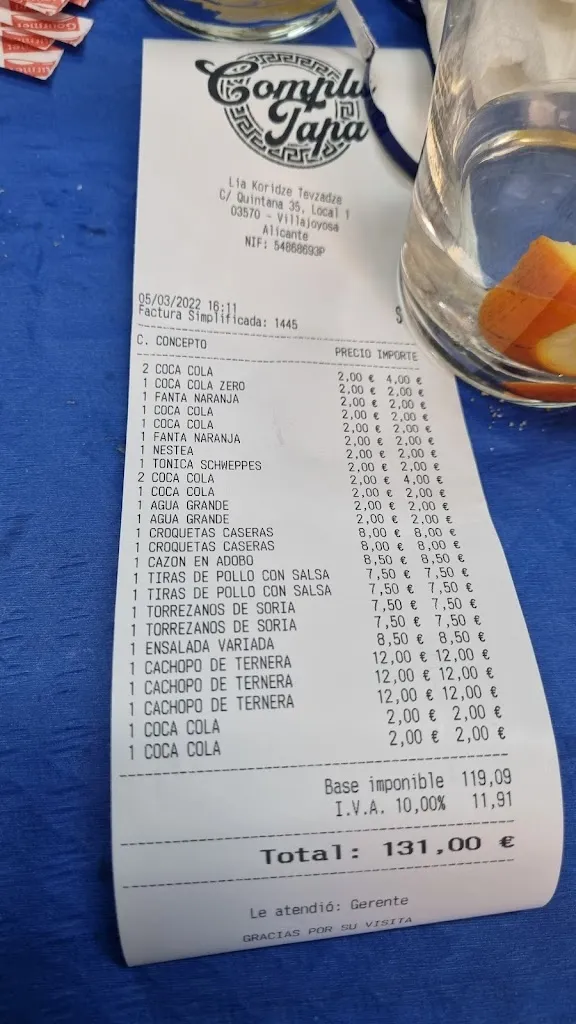 Complu
Tapa
Lia Koridze Tevzadze
C/ Quintana 35, Local 1
03570 - Villajoyosa
Alicante
NIF: 54868693P
05/03/2022 16:11
Factura Simplificada: 1445
C. CONCEPTO PRECIO IMPORTE
2 COCA COLA 2,00 € 4,00 €
1 COCA COLA ZERO 2,00 € 2,00 €
1 FANTA NARANJA 2,00 € 2,00 €
1 COCA COLA 2,00 € 2,00 €
1 COCA COLA 2,00 € 2,00 €
1 FANTA NARANJA 2,00 € 2,00 €
1 NESTEA 2,00 € 2,00 €
1 TONICA SCHWEPPES 2,00 € 2,00 €
2 COCA COLA 2,00 € 4,00 €
1 COCA COLA 2,00 € 2,00 €
1 AGUA GRANDE 2,00 € 2,00 €
1 AGUA GRANDE 2,00 € 2,00 €
1 CROQUETAS CASERAS 8,00 € 8,00 €
1 CROQUETAS CASERAS 8,00 € 8,00 €
1 CAZON EN ADOBO 8,50 € 8,50 €
1 TIRAS DE POLLO CON SALSA 7,50 € 7,50 €
1 TIRAS DE POLLO CON SALSA 7,50 € 7,50 €
1 TORREZANOS DE SORIA 7,50 € 7,50 €
1 TORREZANOS DE SORIA 7,50 € 7,50 €
1 ENSALADA VARIADA 8,50 € 8,50 €
1 CACHOPO DE TERNERA 12,00 € 12,00 €
1 CACHOPO DE TERNERA 12,00 € 12,00 €
1 CACHOPO DE TERNERA 12,00 € 12,00 €
1 COCA COLA 2,00 € 2,00 €
1 COCA COLA 2,00 € 2,00 €
Base imponible 119,09
I.V.A. 10,00% 11,91
Total: 131,00 €
Le atendió: Gerente
GRACIAS POR SU VISITA